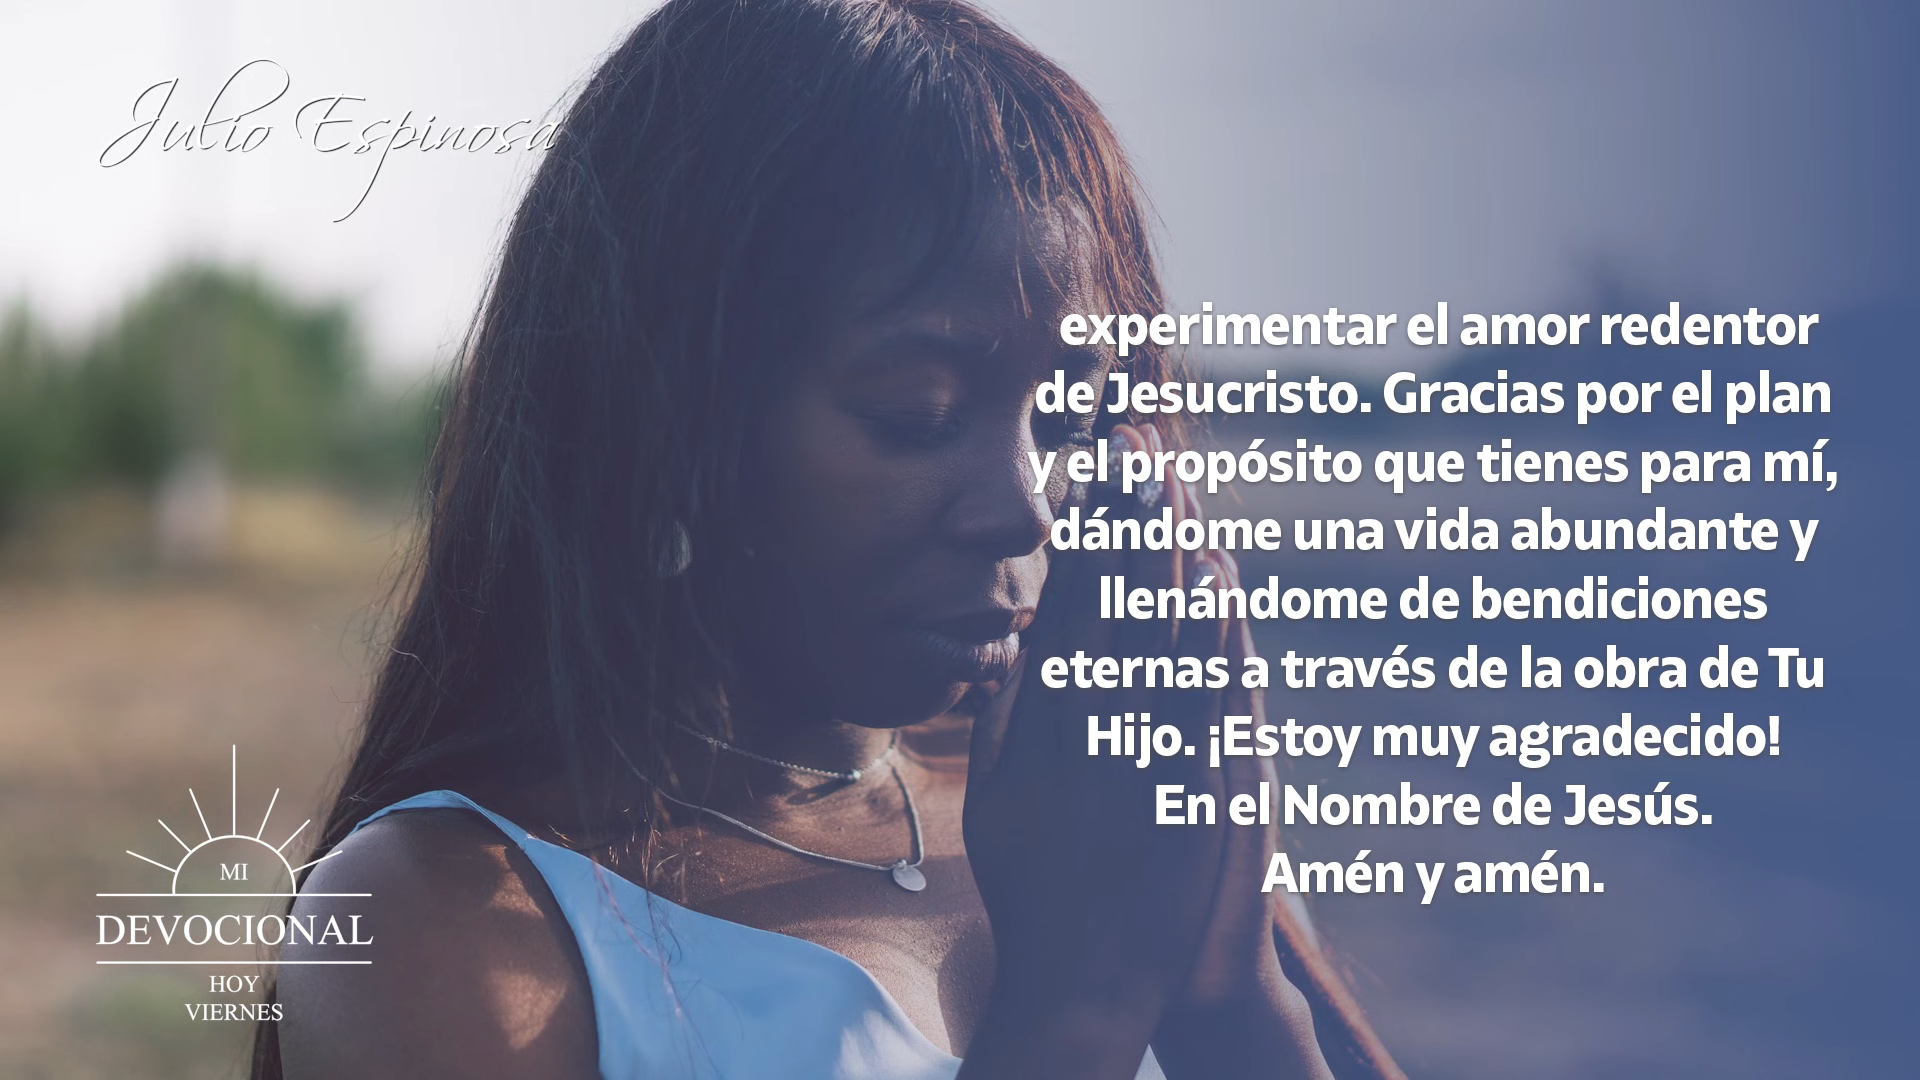 Julio Espinosa
experimentar el amor redentor
de Jesucristo. Gracias por el plan
y el propósito que tienes para mí,
dándome una vida abundante y
llenándome de bendiciones
eternas a través de la obra de Tu
Hijo. ¡Estoy muy agradecido!
En el Nombre de Jesús.
Amén y amén.
MI
DEVOCIONAL
HOY
VIERNES